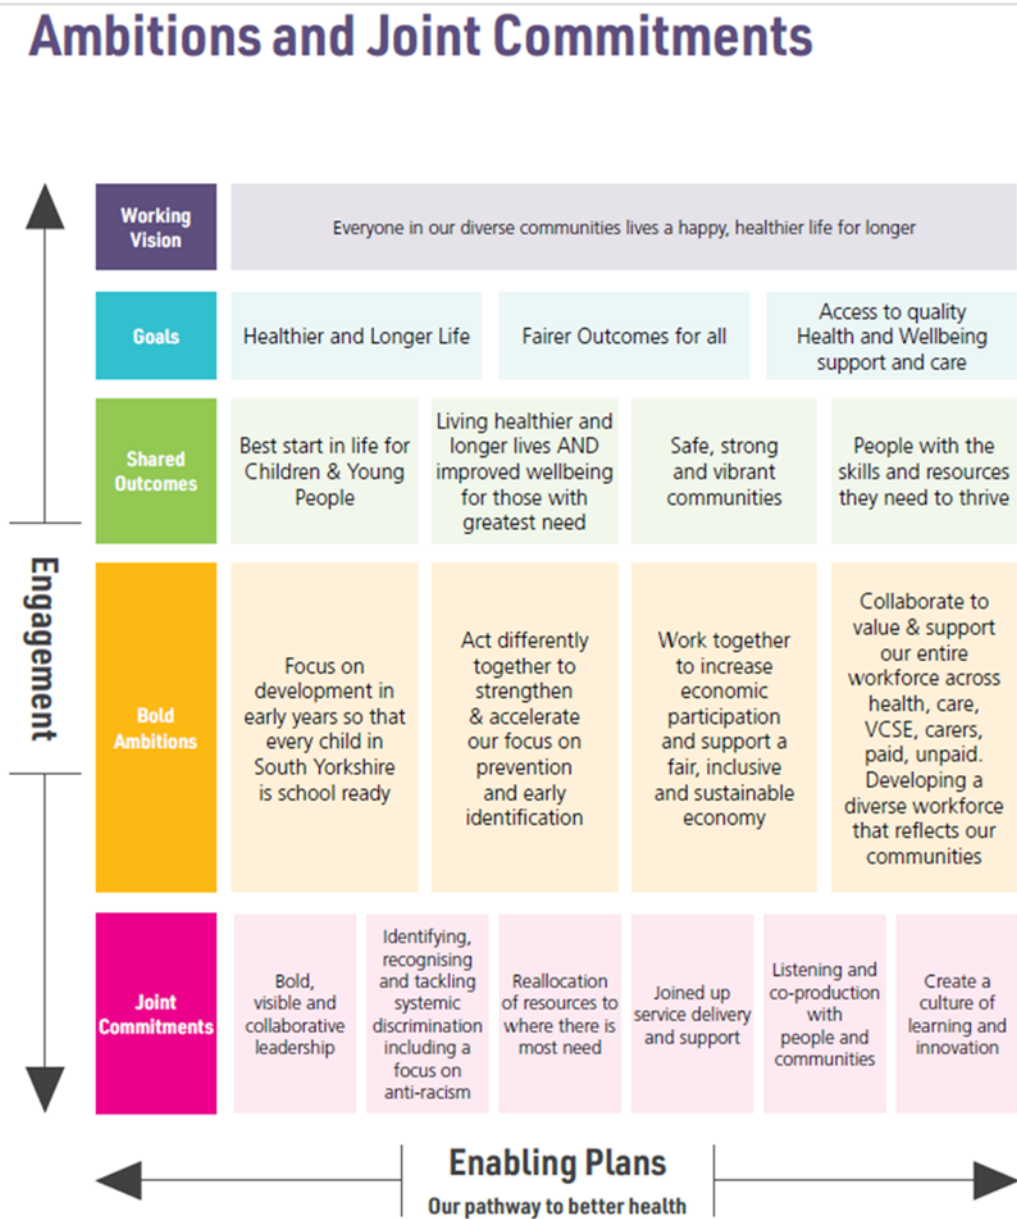 Ambitions and Joint Commitments
Working
Vision
Everyone in our diverse communities lives a happy, healthier life for longer
Goals
Healthier and Longer Life
Fairer Outcomes for all
Access to quality
Health and Wellbeing
support and care
Shared
Outcomes
Best start in life for
Children & Young
People
Living healthier and
longer lives AND
improved wellbeing
for those with
greatest need
Safe, strong
and vibrant
communities
People with the
skills and resources
they need to thrive
Engagement
Bold
Ambitions
Focus on
development in
early years so that
every child in
South Yorkshire
is school ready
Act differently
together to
strengthen
& accelerate
our focus on
prevention
and early
identification
Work together
to increase
economic
participation
and support a
fair, inclusive
and sustainable
economy
Collaborate to
value & support
our entire
workforce across
health, care,
VCSE, carers,
paid, unpaid.
Developing a
diverse workforce
that reflects our
communities
Joint
Commitments
Bold,
visible and
collaborative
leadership
Identifying,
recognising
and tackling
systemic
discrimination
including a
focus on
anti-racism
Reallocation
of resources to
where there is
most need
Joined up
service delivery
and support
Listening and
co-production
with
people and
communities
Create a
culture of
learning and
innovation
Enabling Plans
Our pathway to better health